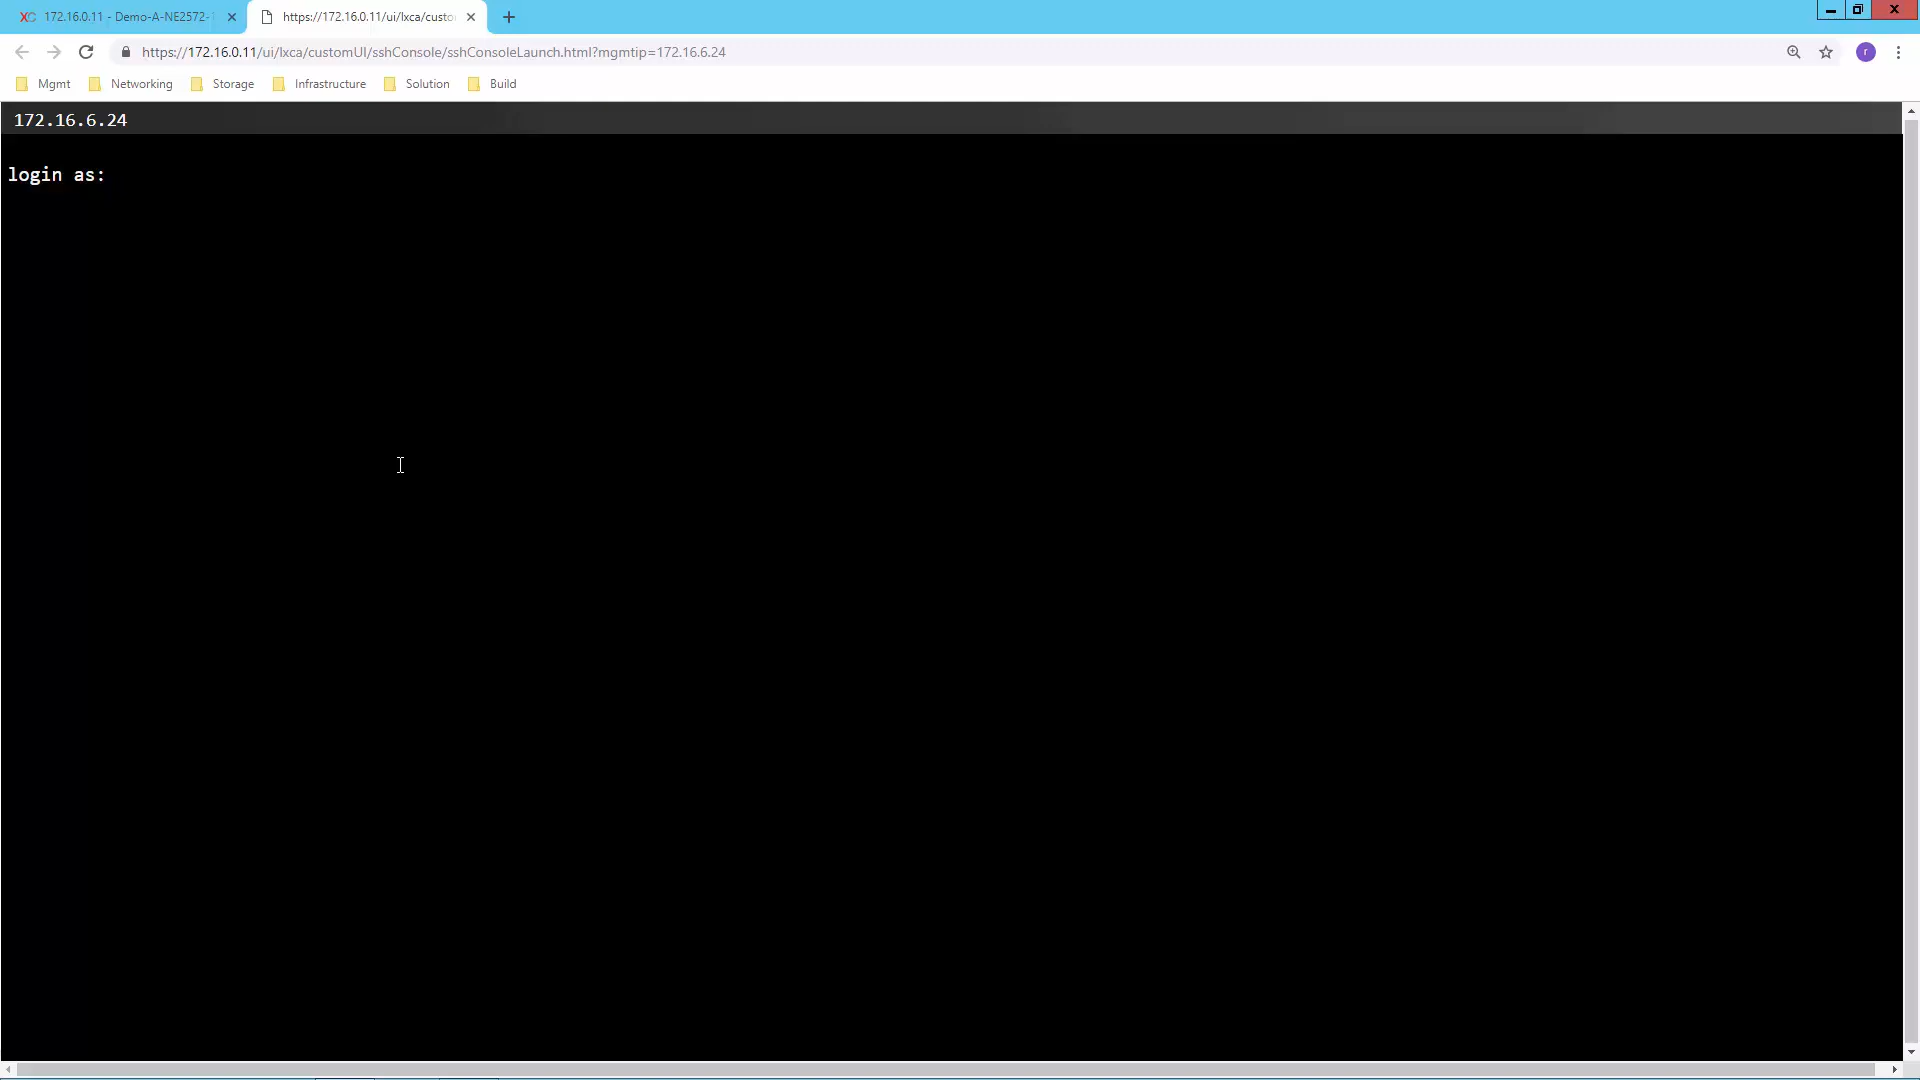 XC 172.16.0.11 - Demo-A-NE2572-
https://172.16.0.11/ui/lxca/custo
https://172.16.0.11/ui/lxca/customUI/sshConsole/sshConsoleLaunch.html?mgmtip=172.16.6.24
r
Mgmt Networking Storage Infrastructure Solution Build
172.16.6.24
login as: